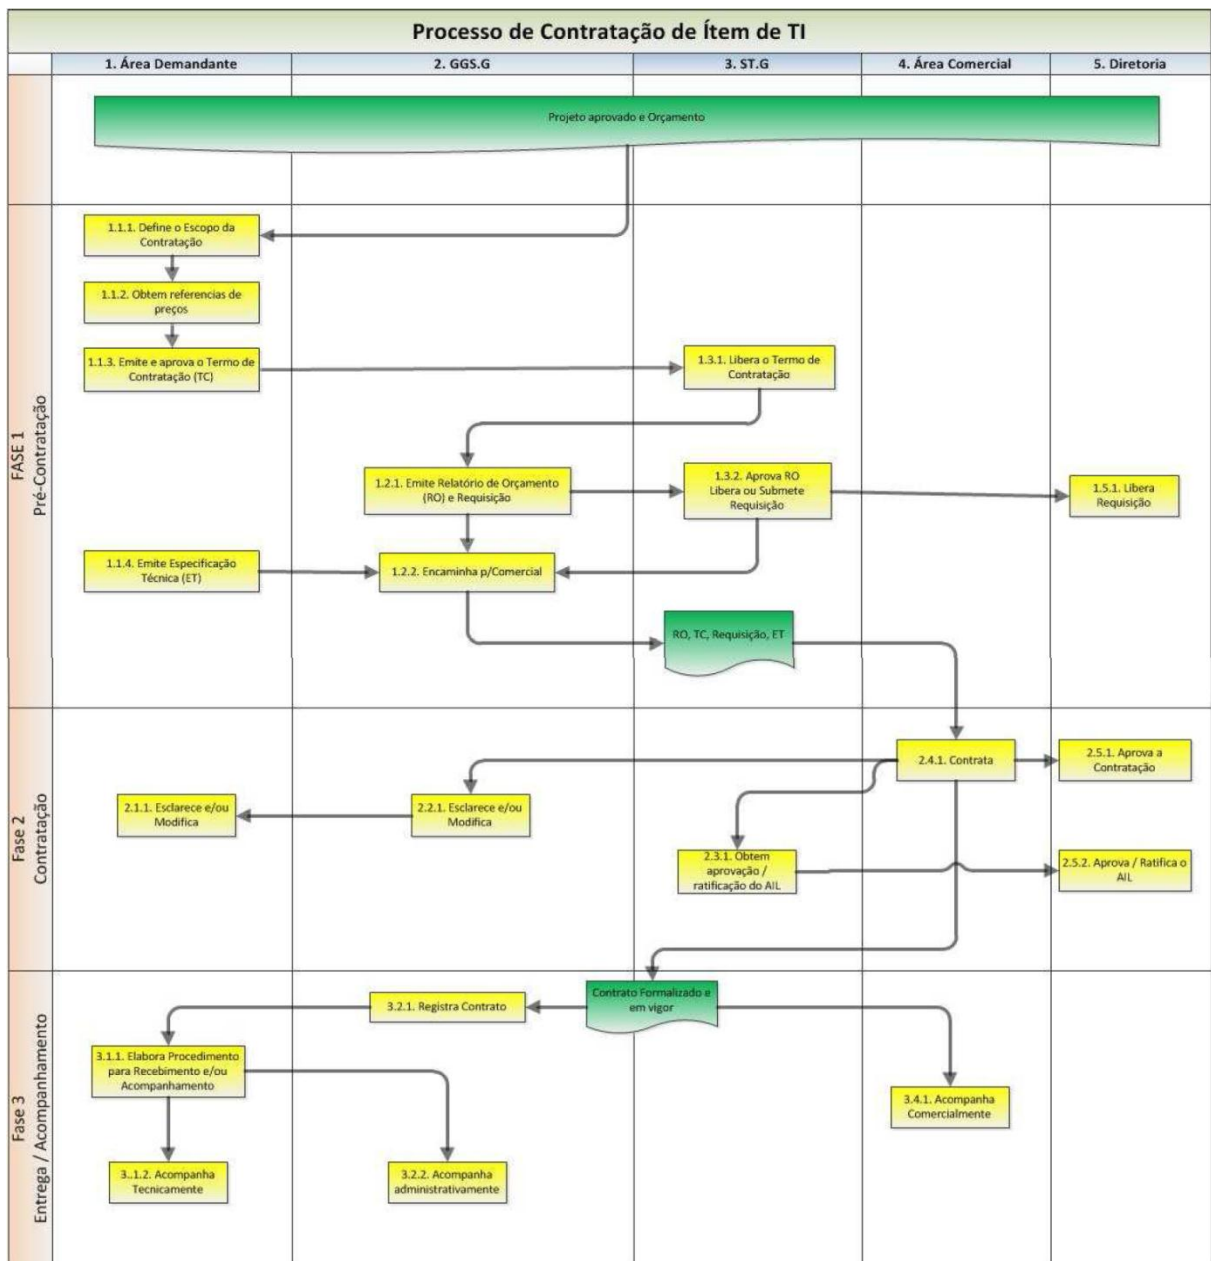 Processo de Contratação de Ítem de TI
1. Área Demandante
2. GGS.G
3. ST.G
4. Área Comercial
5. Diretoria
Projeto aprovado e Orçamento
FASE 1
Pré-Contratação
1.1.1. Define o Escopo da
Contratação
1.1.2. Obtem referencias de
preços
1.1.3. Emite e aprova o Termo de
Contratação (TC)
1.3.1. Libera o Termo de
Contratação
1.2.1. Emite Relatório de Orçamento
(RO) e Requisição
1.3.2. Aprova RO
Libera ou Submete
Requisição
1.5.1. Libera
Requisição
1.1.4. Emite Especificação
Técnica (ET)
1.2.2. Encaminha p/Comercial
RO, TC, Requisição, ET
Fase 2
Contratação
2.4.1. Contrata
2.5.1. Aprova a
Contratação
2.1.1. Esclarece e/ou
Modifica
2.2.1. Esclarece e/ou
Modifica
2.3.1. Obtem
aprovação /
ratificação do AIL
2.5.2. Aprova / Ratifica o
AIL
Fase 3
Entrega / Acompanhamento
3.2.1. Registra Contrato
Contrato Formalizado e
em vigor
3.1.1. Elabora Procedimento
para Recebimento e/ou
Acompanhamento
3.4.1. Acompanha
Comercialmente
3..1.2. Acompanha
Tecnicamente
3.2.2. Acompanha
administrativamente